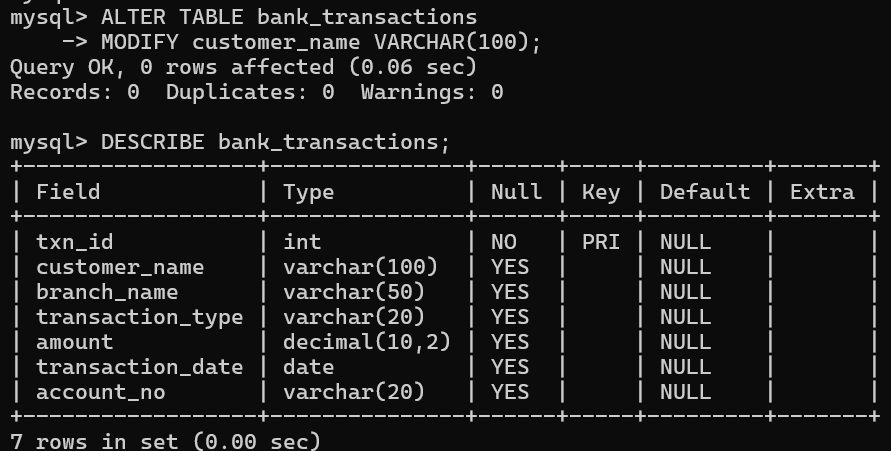 mysql> ALTER TABLE bank_transactions
    -> MODIFY customer_name VARCHAR(100);
Query OK, 0 rows affected (0.06 sec)
Records: 0  Duplicates: 0  Warnings: 0

mysql> DESCRIBE bank_transactions;
+------------------+---------------+------+-----+---------+-------+
| Field            | Type          | Null | Key | Default | Extra |
+------------------+---------------+------+-----+---------+-------+
| txn_id           | int           | NO   | PRI | NULL    |       |
| customer_name    | varchar(100)  | YES  |     | NULL    |       |
| branch_name      | varchar(50)   | YES  |     | NULL    |       |
| transaction_type | varchar(20)   | YES  |     | NULL    |       |
| amount           | decimal(10,2) | YES  |     | NULL    |       |
| transaction_date | date          | YES  |     | NULL    |       |
| account_no       | varchar(20)   | YES  |     | NULL    |       |
+------------------+---------------+------+-----+---------+-------+
7 rows in set (0.00 sec)